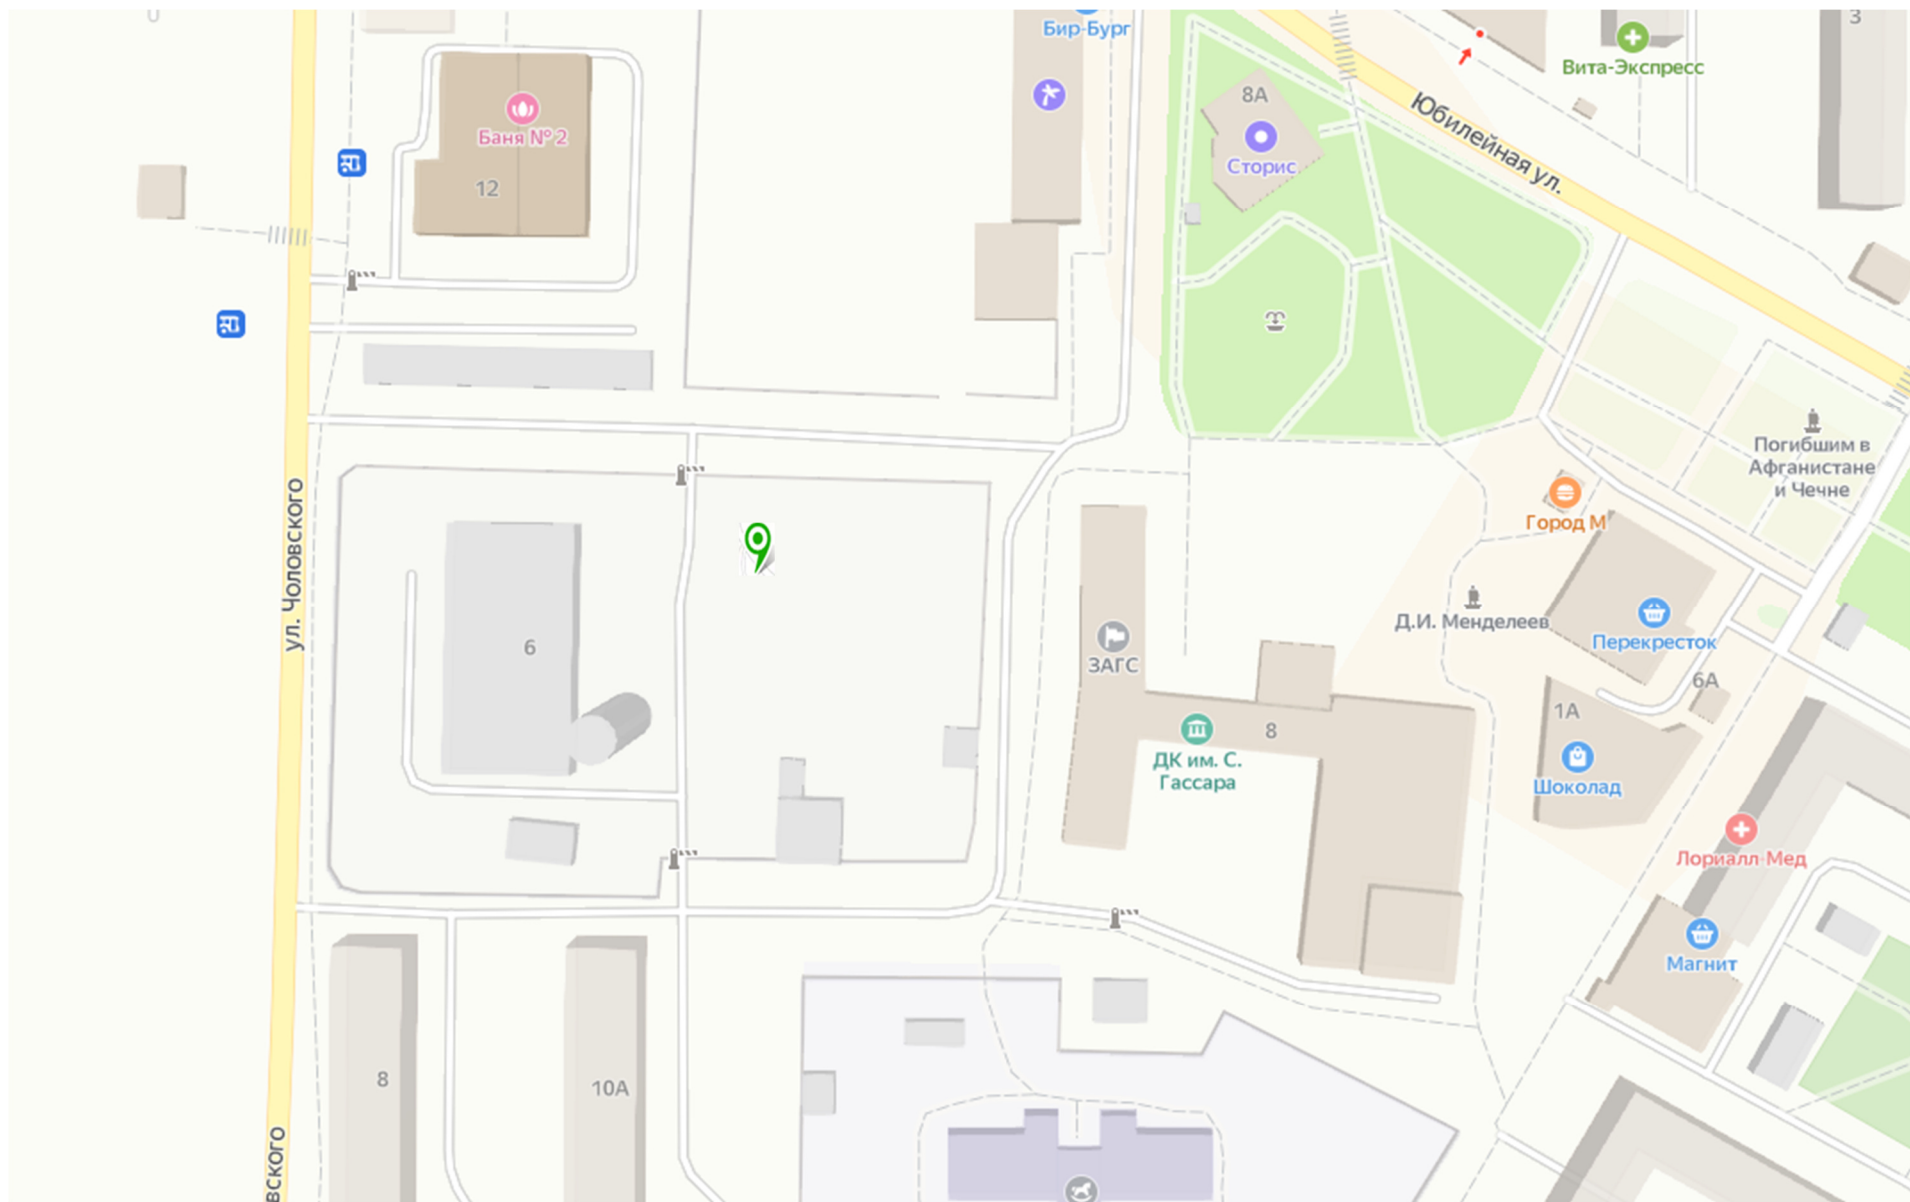 3
Бир-Бург
Вита-Экспресс
8А
Юбилейная ул.
Баня № 2
Сторис
12
ул. Чоловского
Погибшим в
Афганистане
и Чечне
Город М
Д.И. Менделеев
6
ЗАГС
Перекресток
6А
1А
8
ДК им. С.
Гассара
Шоколад
Лориалл-Мед
Магнит
8
10А
вского